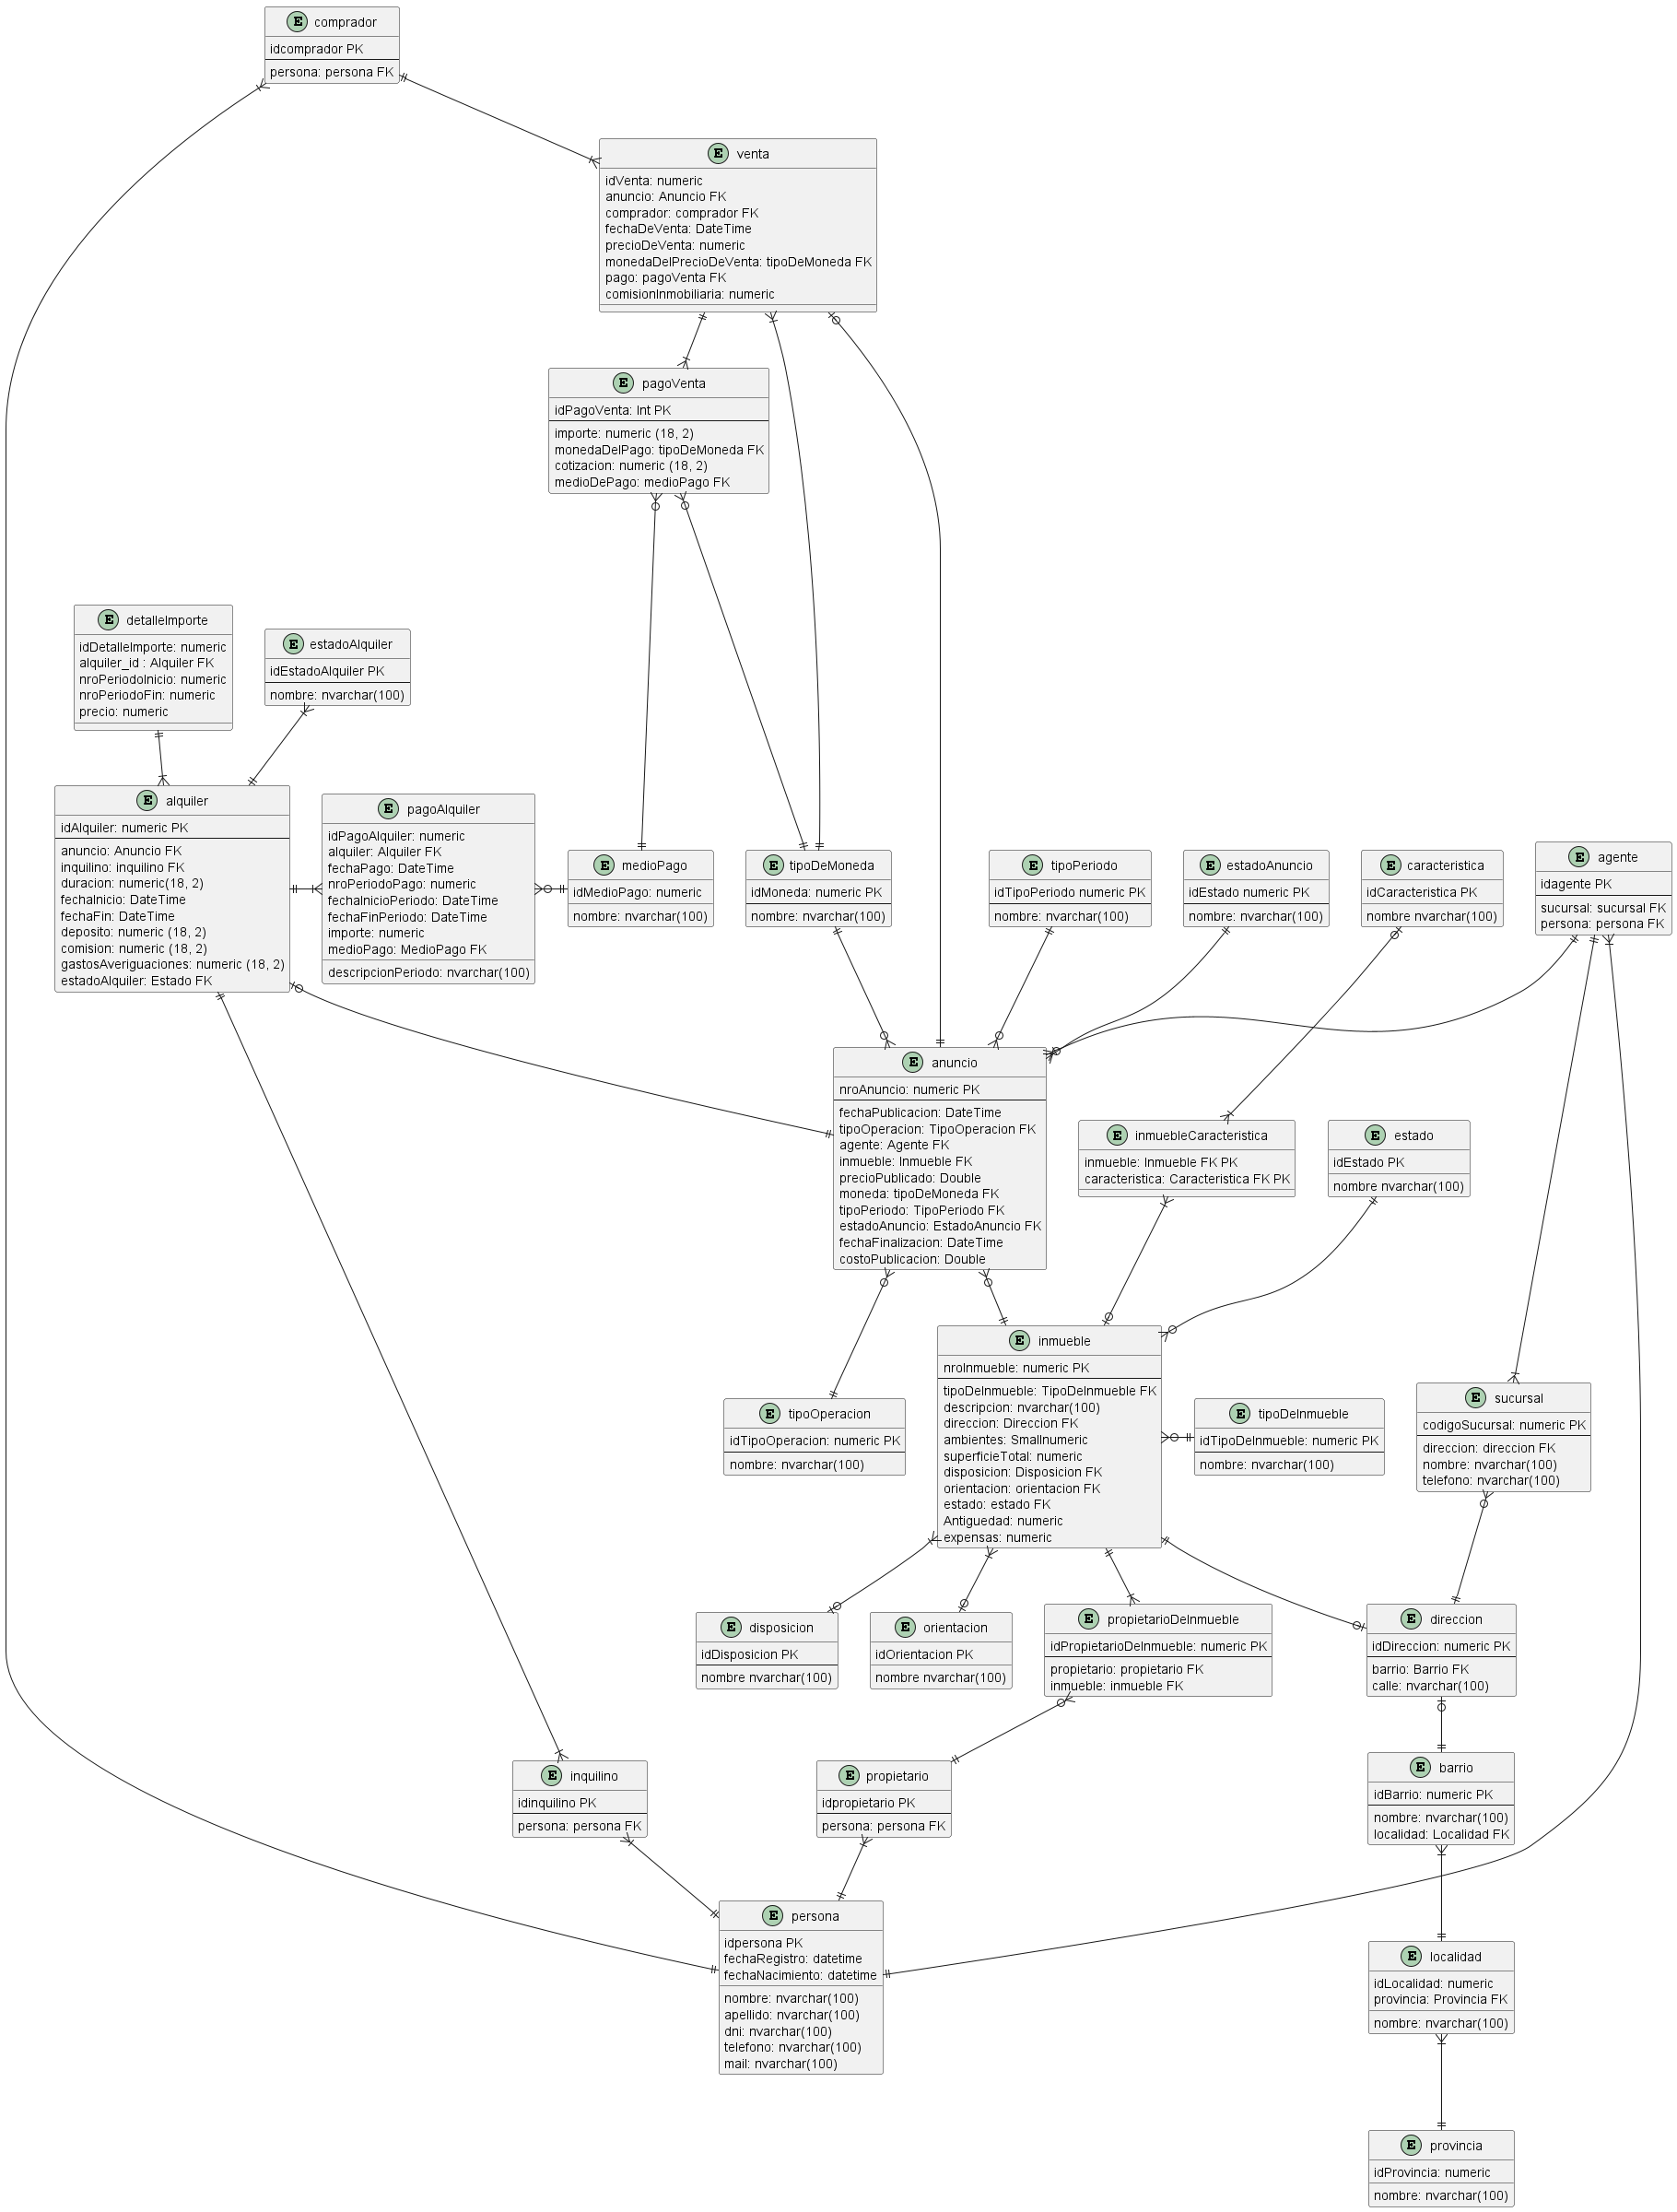 E comprador
idcomprador PK
persona: persona FK
E venta
idVenta: numeric
anuncio: Anuncio FK
comprador: comprador FK
fechaDeVenta: DateTime
precioDeVenta: numeric
monedaDelPrecioDeVenta: tipoDeMoneda FK
pago: pagoVenta FK
comisionInmobiliaria: numeric
E pagoVenta
idPagoVenta: Int PK
importe: numeric (18, 2)
monedaDelPago: tipoDeMoneda FK
cotizacion: numeric (18, 2)
medioDePago: medioPago FK
E detalleImporte
idDetalleImporte: numeric
alquiler_id : Alquiler FK
nroPeriodoInicio: numeric
nroPeriodoFin: numeric
precio: numeric
E estadoAlquiler
idEstadoAlquiler PK
nombre: nvarchar(100)
E alquiler
idAlquiler: numeric PK
anuncio: Anuncio FK
inquilino: inquilino FK
duracion: numeric(18, 2)
fechaInicio: DateTime
fechaFin: DateTime
deposito: numeric (18, 2)
comision: numeric (18, 2)
gastosAveriguaciones: numeric (18, 2)
estadoAlquiler: Estado FK
E pagoAlquiler
idPagoAlquiler: numeric
alquiler: Alquiler FK
fechaPago: DateTime
nroPeriodoPago: numeric
fechaInicioPeriodo: DateTime
fechaFinPeriodo: DateTime
importe: numeric
medioPago: MedioPago FK
descripcionPeriodo: nvarchar(100)
E medioPago
idMedioPago: numeric
nombre: nvarchar(100)
E tipoDeMoneda
idMoneda: numeric PK
nombre: nvarchar(100)
E tipoPeriodo
idTipoPeriodo numeric PK
nombre: nvarchar(100)
E estadoAnuncio
idEstado numeric PK
nombre: nvarchar(100)
E caracteristica
idCaracteristica PK
nombre nvarchar(100)
E agente
idagente PK
sucursal: sucursal FK
persona: persona FK
E anuncio
nroAnuncio: numeric PK
fechaPublicacion: DateTime
tipoOperacion: TipoOperacion FK
agente: Agente FK
inmueble: Inmueble FK
precioPublicado: Double
moneda: tipoDeMoneda FK
tipoPeriodo: TipoPeriodo FK
estadoAnuncio: EstadoAnuncio FK
fechaFinalizacion: DateTime
costoPublicacion: Double
E inmuebleCaracteristica
inmueble: Inmueble FK PK
caracteristica: Caracteristica FK PK
E estado
idEstado PK
nombre nvarchar(100)
E inmueble
nroInmueble: numeric PK
tipoDeInmueble: TipoDeInmueble FK
descripcion: nvarchar(100)
direccion: Direccion FK
ambientes: Smallnumeric
superficieTotal: numeric
disposicion: Disposicion FK
orientacion: orientacion FK
estado: estado FK
Antiguedad: numeric
expensas: numeric
E tipoOperacion
idTipoOperacion: numeric PK
nombre: nvarchar(100)
E tipoDeInmueble
idTipoDeInmueble: numeric PK
nombre: nvarchar(100)
E sucursal
codigoSucursal: numeric PK
direccion: direccion FK
nombre: nvarchar(100)
telefono: nvarchar(100)
E disposicion
idDisposicion PK
nombre nvarchar(100)
E orientacion
idOrientacion PK
nombre nvarchar(100)
E propietarioDeInmueble
idPropietarioDeInmueble: numeric PK
propietario: propietario FK
inmueble: inmueble FK
E direccion
idDireccion: numeric PK
barrio: Barrio FK
calle: nvarchar(100)
E inquilino
idinquilino PK
persona: persona FK
E propietario
idpropietario PK
persona: persona FK
E barrio
idBarrio: numeric PK
nombre: nvarchar(100)
localidad: Localidad FK
E persona
idpersona PK
fechaRegistro: datetime
fechaNacimiento: datetime
nombre: nvarchar(100)
apellido: nvarchar(100)
dni: nvarchar(100)
telefono: nvarchar(100)
mail: nvarchar(100)
E localidad
idLocalidad: numeric
provincia: Provincia FK
nombre: nvarchar(100)
E provincia
idProvincia: numeric
nombre: nvarchar(100)